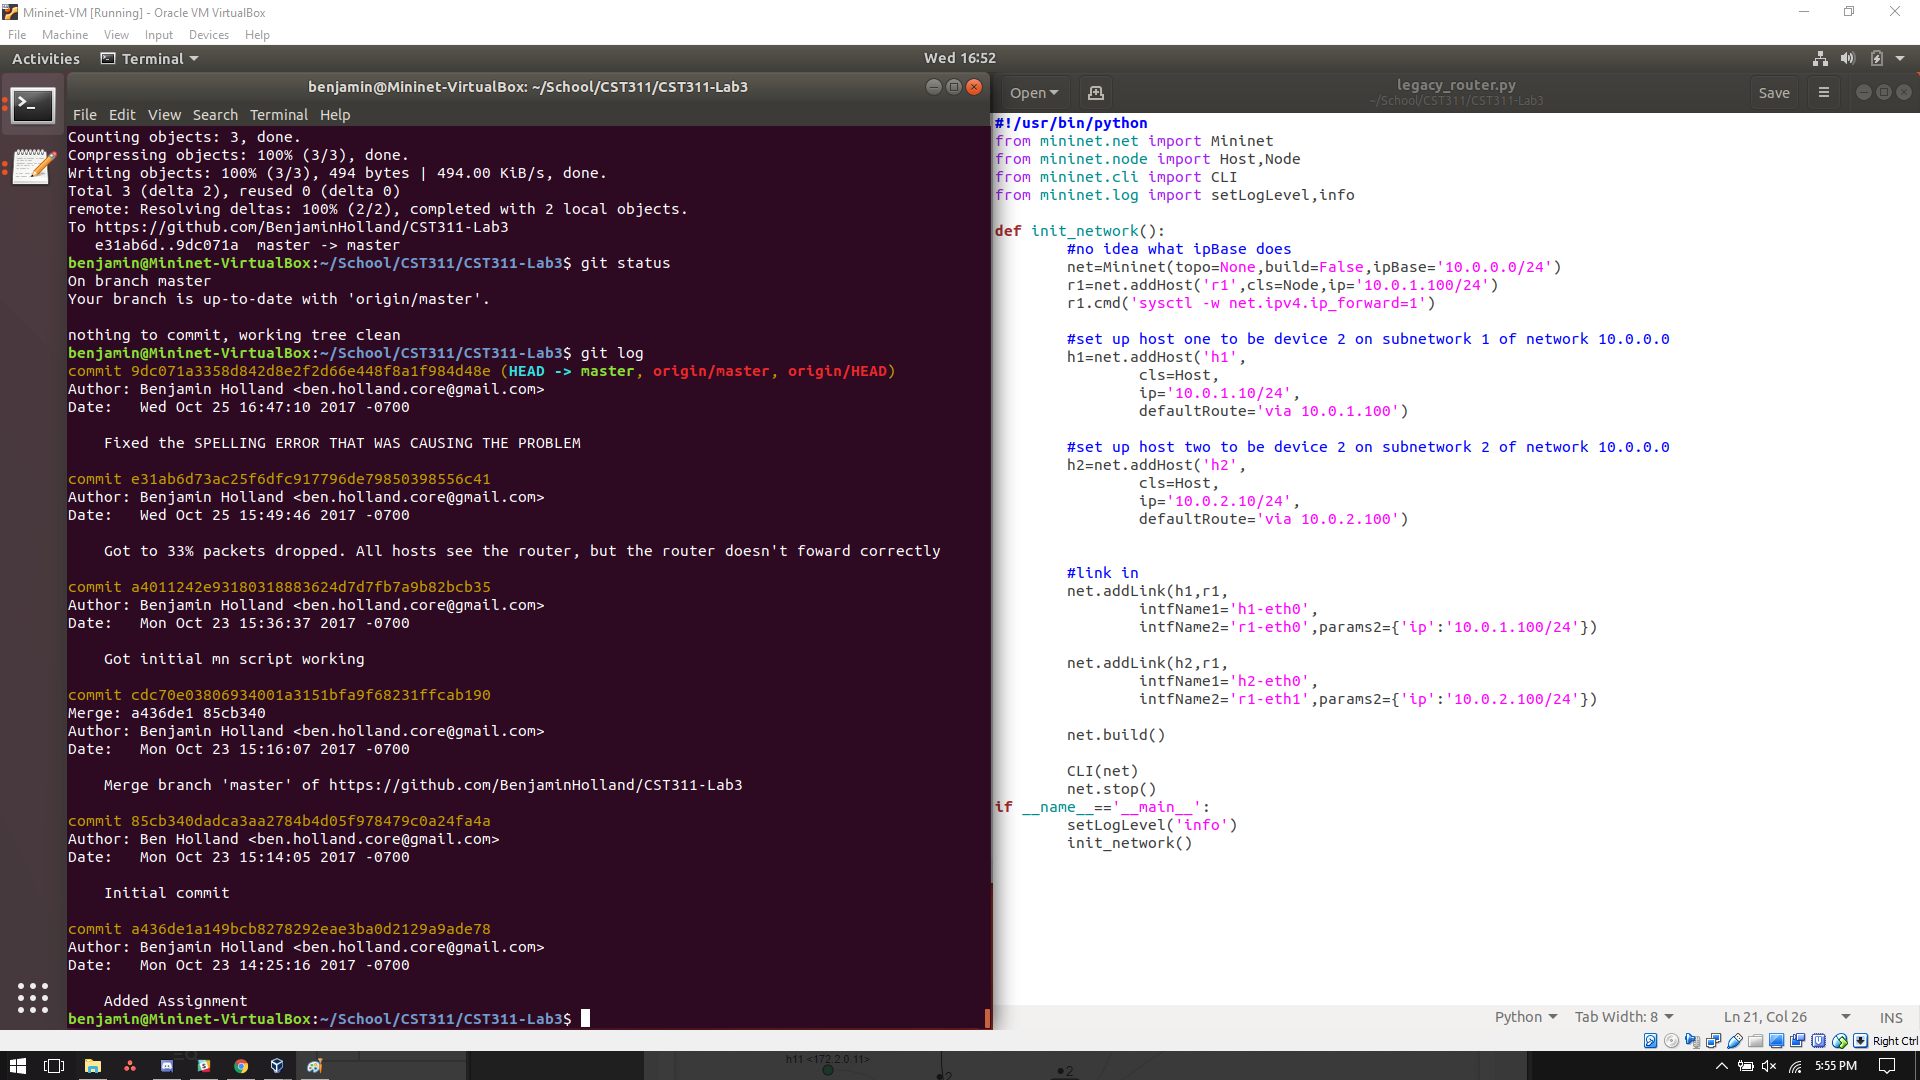 Mininet-VM [Running] - Oracle VM VirtualBox
File Machine View Input Devices Help
Activities Terminal Wed 16:52
benjamin@Mininet-VirtualBox: ~/School/CST311/CST311-Lab3
File Edit View Search Terminal Help
Counting objects: 3, done.
Compressing objects: 100% (3/3), done.
Writing objects: 100% (3/3), 494 bytes | 494.00 KiB/s, done.
Total 3 (delta 2), reused 0 (delta 0)
remote: Resolving deltas: 100% (2/2), completed with 2 local objects.
To https://github.com/BenjaminHolland/CST311-Lab3
   e31ab6d..9dc071a  master -> master
benjamin@Mininet-VirtualBox:~/School/CST311/CST311-Lab3$ git status
On branch master
Your branch is up-to-date with 'origin/master'.
nothing to commit, working tree clean
benjamin@Mininet-VirtualBox:~/School/CST311/CST311-Lab3$ git log
commit 9dc071a3358d842d8e2f2d66e448f8a1f984d48e (HEAD -> master, origin/master, origin/HEAD)
Author: Benjamin Holland <ben.holland.core@gmail.com>
Date:   Wed Oct 25 16:47:10 2017 -0700
    Fixed the SPELLING ERROR THAT WAS CAUSING THE PROBLEM
commit e31ab6d73ac25f6dfc917796de79850398556c41
Author: Benjamin Holland <ben.holland.core@gmail.com>
Date:   Wed Oct 25 15:49:46 2017 -0700
    Got to 33% packets dropped. All hosts see the router, but the router doesn't foward correctly
commit a4011242e93180318883624d7d7fb7a9b82bcb35
Author: Benjamin Holland <ben.holland.core@gmail.com>
Date:   Mon Oct 23 15:36:37 2017 -0700
    Got initial mn script working
commit cdc70e03806934001a3151bfa9f68231ffcab190
Merge: a436de1 85cb340
Author: Benjamin Holland <ben.holland.core@gmail.com>
Date:   Mon Oct 23 15:16:07 2017 -0700
    Merge branch 'master' of https://github.com/BenjaminHolland/CST311-Lab3
commit 85cb340dadca3aa2784b4d05f978479c0a24fa4a
Author: Ben Holland <ben.holland.core@gmail.com>
Date:   Mon Oct 23 15:14:05 2017 -0700
    Initial commit
commit a436de1a149bcb8278292eae3ba0d2129a9ade78
Author: Benjamin Holland <ben.holland.core@gmail.com>
Date:   Mon Oct 23 14:25:16 2017 -0700
    Added Assignment
benjamin@Mininet-VirtualBox:~/School/CST311/CST311-Lab3$
Open legacy_router.py Save
~/School/CST311/CST311-Lab3
#!/usr/bin/python
from mininet.net import Mininet
from mininet.node import Host,Node
from mininet.cli import CLI
from mininet.log import setLogLevel,info
def init_network():
        #no idea what ipBase does
        net=Mininet(topo=None,build=False,ipBase='10.0.0.0/24')
        r1=net.addHost('r1',cls=Node,ip='10.0.1.100/24')
        r1.cmd('sysctl -w net.ipv4.ip_forward=1')
        #set up host one to be device 2 on subnetwork 1 of network 10.0.0.0
        h1=net.addHost('h1',
                cls=Host,
                ip='10.0.1.10/24',
                defaultRoute='via 10.0.1.100')
        #set up host two to be device 2 on subnetwork 2 of network 10.0.0.0
        h2=net.addHost('h2',
                cls=Host,
                ip='10.0.2.10/24',
                defaultRoute='via 10.0.2.100')
        #link in
        net.addLink(h1,r1,
                intfName1='h1-eth0',
                intfName2='r1-eth0',params2={'ip':'10.0.1.100/24'})
        net.addLink(h2,r1,
                intfName1='h2-eth0',
                intfName2='r1-eth1',params2={'ip':'10.0.2.100/24'})
        net.build()
        CLI(net)
        net.stop()
if __name__=='__main__':
        setLogLevel('info')
        init_network()
Python Tab Width: 8 Ln 21, Col 26 INS
Right Ctrl
h11 <172.2.0.11>
2
2
5:55 PM